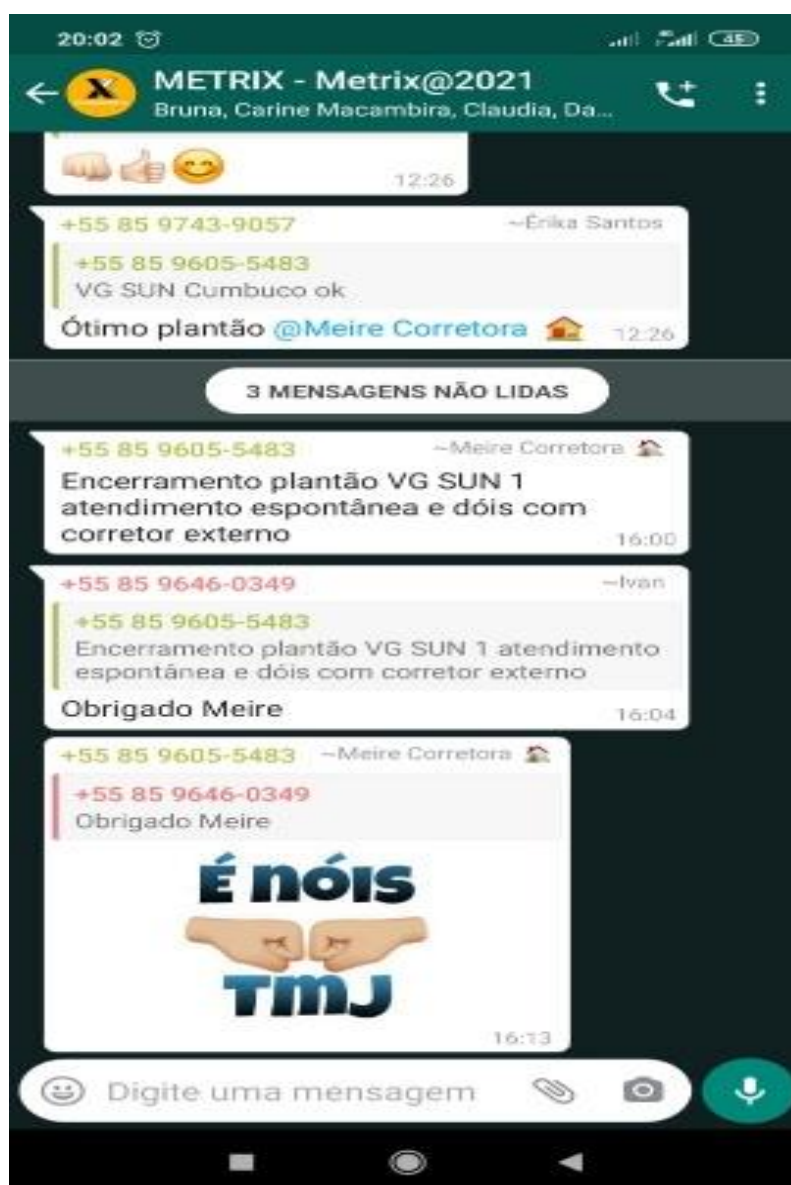 20:02
45
METRIX - Metrix@2021
Bruna, Carine Macambira, Claudia, Da...
12:26
+55 85 9743-9057 ~Érika Santos
+55 85 9605-5483
VG SUN Cumbuco ok
Ótimo plantão @Meire Corretora
12:26
3 MENSAGENS NÃO LIDAS
+55 85 9605-5483 ~Meire Corretora
Encerramento plantão VG SUN 1
atendimento espontânea e dóis com
corretor externo
16:00
+55 85 9646-0349 ~Ivan
+55 85 9605-5483
Encerramento plantão VG SUN 1 atendimento
espontânea e dóis com corretor externo
Obrigado Meire
16:04
+55 85 9605-5483 ~Meire Corretora
+55 85 9646-0349
Obrigado Meire
É nóis
TMJ
16:13
Digite uma mensagem